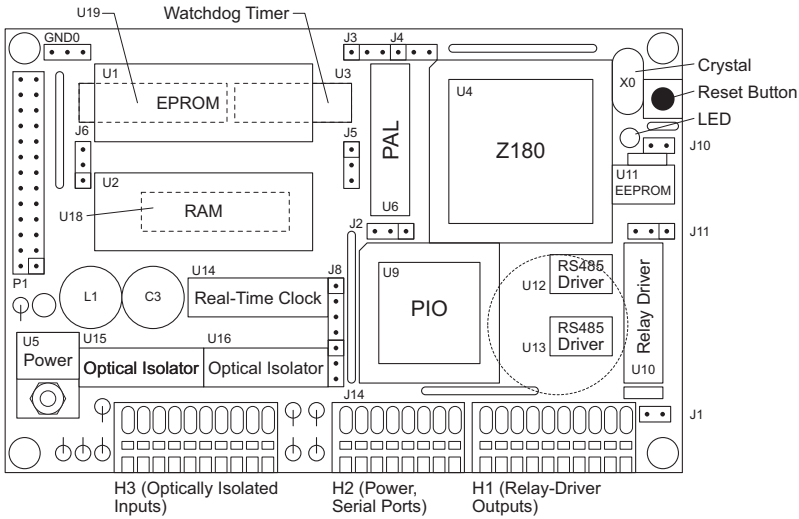 U19
Watchdog Timer
GND0
J3
J4
U1
EPROM
U3
U4
X0
Crystal
Reset Button
LED
J6
J5
PAL
Z180
J10
U11
EEPROM
U2
U18
RAM
U6
J2
J11
P1
L1
C3
U14
Real-Time Clock
J8
U9
PIO
RS485
Driver
U12
RS485
Driver
U13
Relay Driver
U10
U5
Power
U15
Optical Isolator
U16
Optical Isolator
J14
J1
H3 (Optically Isolated
Inputs)
H2 (Power,
Serial Ports)
H1 (Relay-Driver
Outputs)